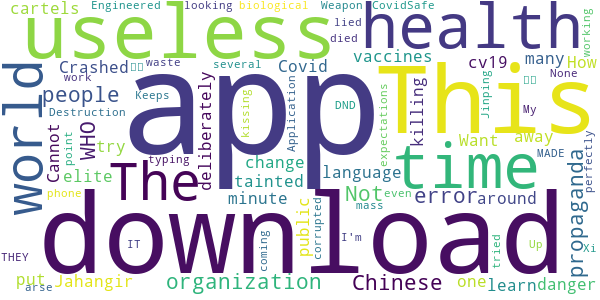 cartels Engineered looking biological Weapon CovidSafe
useless lied died health working
Crashed waste several Covid vaccines cv19 many How
world people work
Destruction Keeps kissing app Application DND expectations killing This Jinping My None
Cannot point WHO try deliberately typing change Want away MADE perfectly
elite The tainted language Not time
minute error around propaganda
THEY phone IT download public corrupted mass even I'm tried Up Xi
put Jahangir organization coming Chinese one learn danger
arse